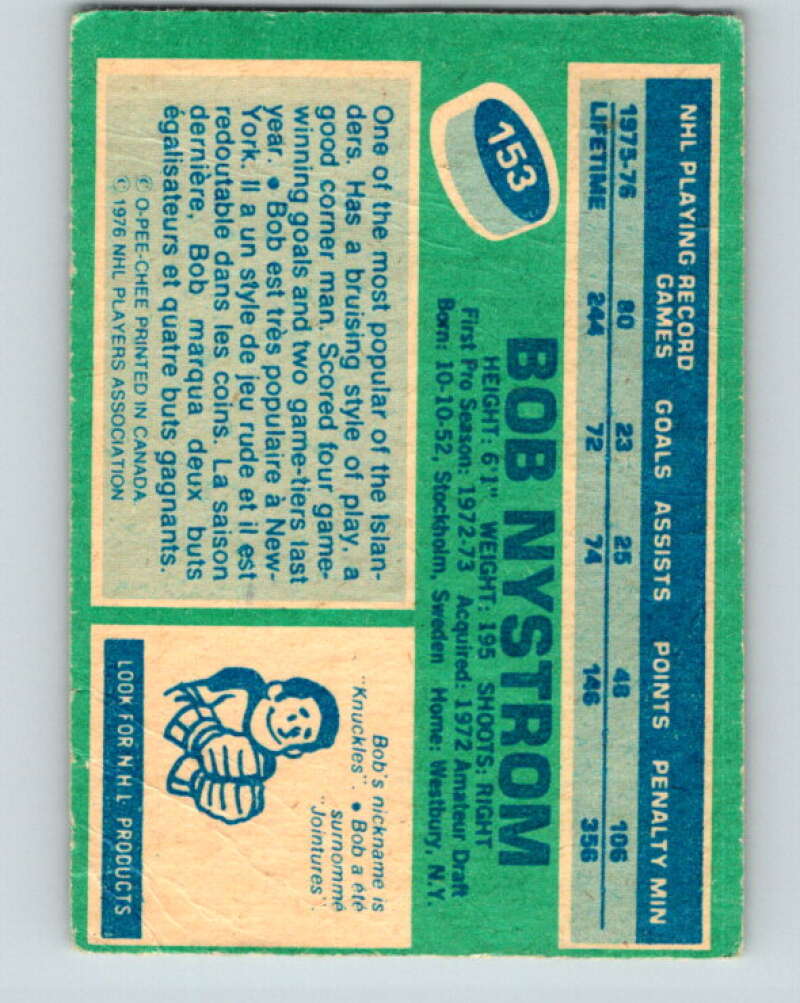 NHL PLAYING RECORD
GAMES GOALS ASSISTS POINTS PENALTY MIN
1975-76 80 23 25 48 106
LIFETIME 244 72 74 146 356
153
BOB NYSTROM
HEIGHT: 6'1" WEIGHT: 195 SHOOTS: RIGHT
First Pro Season: 1972-73 Acquired: 1972 Amateur Draft
Born: 10-10-52, Stockholm, Sweden Home: Westbury, N.Y.
One of the most popular of the Islan-
ders. Has a bruising style of play, a
good corner man. Scored four game-
winning goals and two game-tiers last
year. • Bob est très populaire à New-
York. Il a un style de jeu rude et il est
redoutable dans les coins. La saison
dernière, Bob marqua deux buts
égalisateurs et quatre buts gagnants.
© O-PEE-CHEE PRINTED IN CANADA
© 1976 NHL PLAYERS ASSOCIATION
Bob's nickname is
"Knuckles". • Bob a été
surnommé
"Jointures".
LOOK FOR N.H.L. PRODUCTS